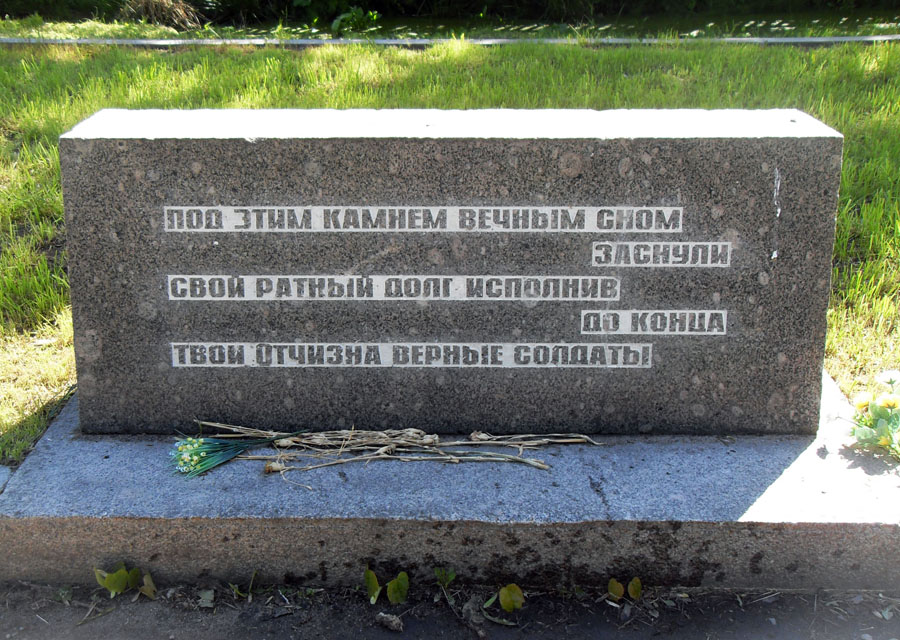 ПОД ЭТИМ КАМНЕМ ВЕЧНЫМ СНОМ
ЗАСНУЛИ
СВОЙ РАТНЫЙ ДОЛГ ИСПОЛНИВ
ДО КОНЦА
ТВОИ ОТЧИЗНА ВЕРНЫЕ СОЛДАТЫ